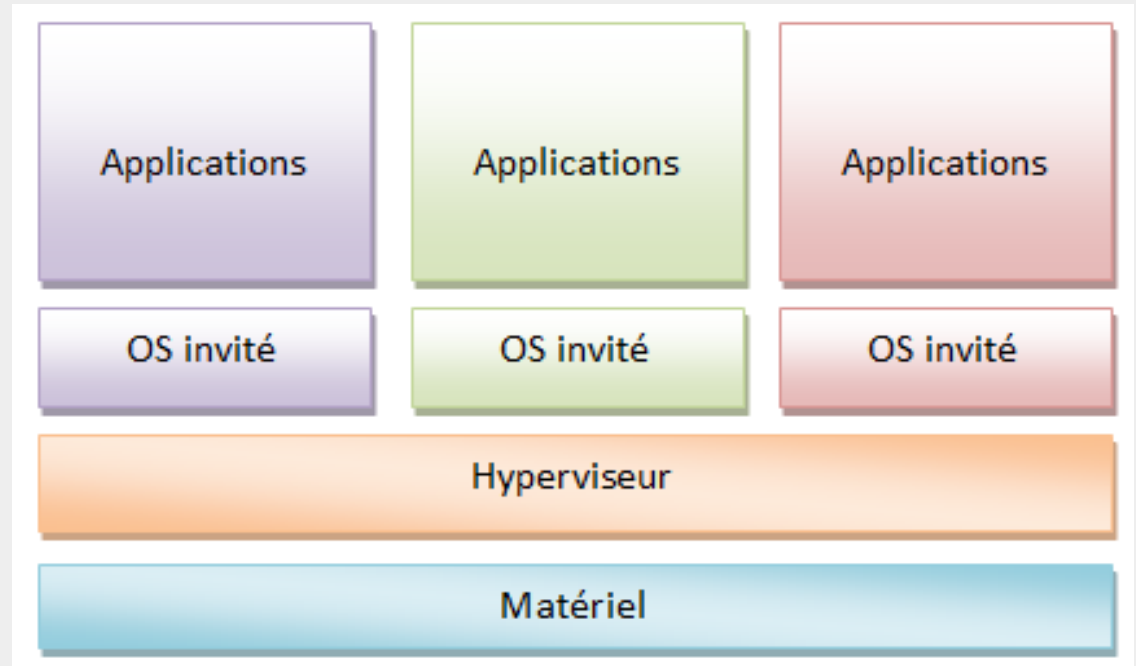 Applications
Applications
Applications
OS invité
OS invité
OS invité
Hyperviseur
Matériel